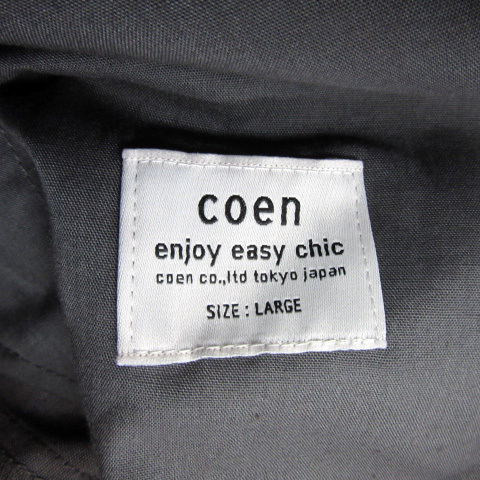 coen
enjoy easy chic
coen co.,ltd tokyo japan
SIZE : LARGE